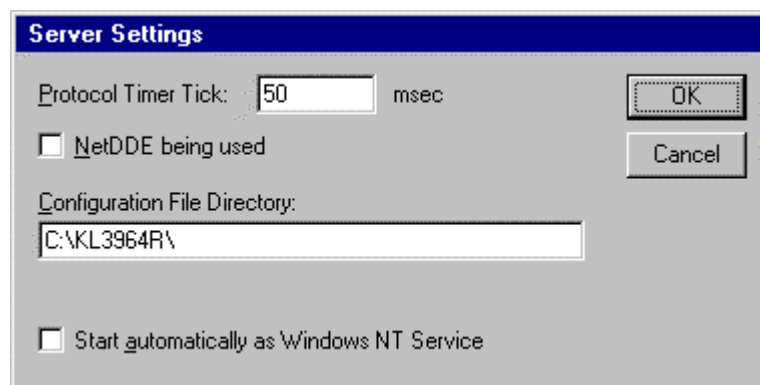 Server Settings
Protocol Timer Tick: 50 msec
OK
NetDDE being used
Cancel
Configuration File Directory:
C:\KL3964R\
Start automatically as Windows NT Service